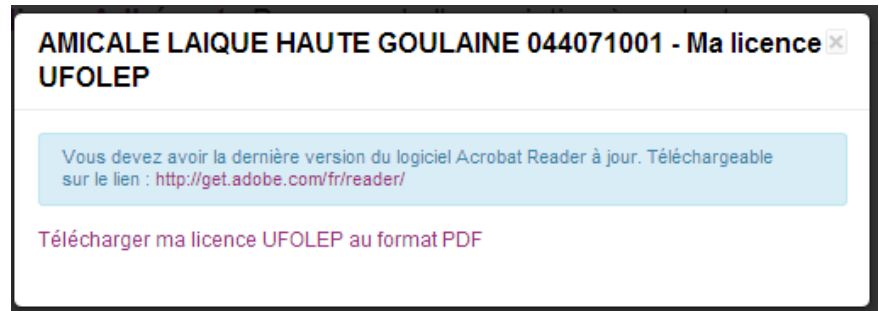 AMICALE LAIQUE HAUTE GOULAINE 044071001 - Ma licence
UFOLEP
Vous devez avoir la dernière version du logiciel Acrobat Reader à jour. Téléchargeable
sur le lien : http://get.adobe.com/fr/reader/
Télécharger ma licence UFOLEP au format PDF